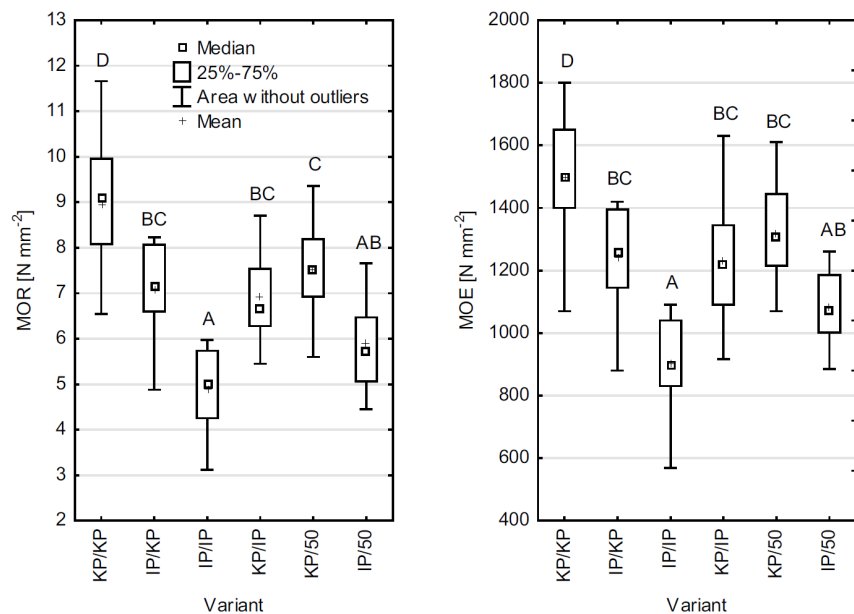 13
12
11
10
9
8
7
6
5
4
3
2
MOR [N mm-2]
Median
25%-75%
Area without outliers
Mean
D
BC
A
BC
C
AB
KP/KP
IP/KP
IP/IP
KP/IP
KP/50
IP/50
Variant
2000
1800
1600
1400
1200
1000
800
600
400
MOE [N mm-2]
D
BC
A
BC
BC
AB
KP/KP
IP/KP
IP/IP
KP/IP
KP/50
IP/50
Variant